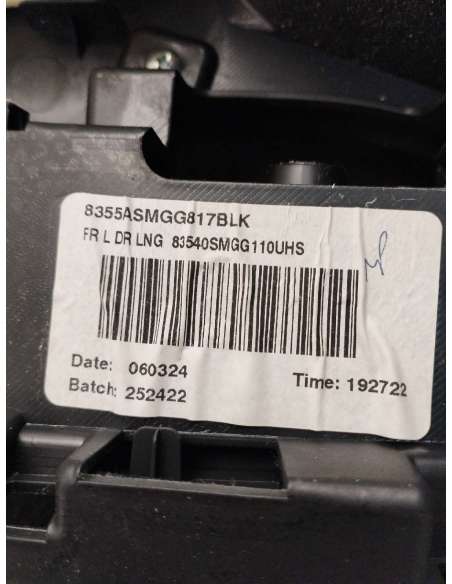 8355ASMGG817BLK
FR L DR LNG 83540SMGG110UHS
Date: 060324
Time: 192722
Batch: 252422